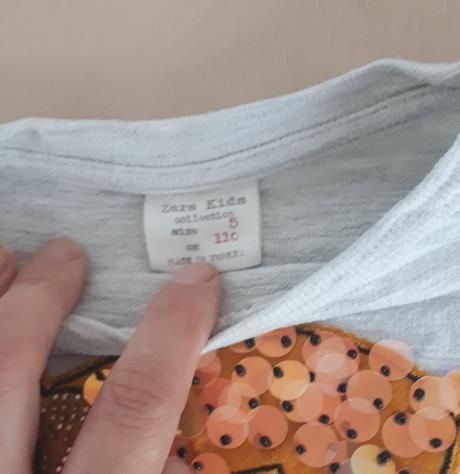 Zara Kids
collection
size 5
cm 110
MADE IN TURKEY